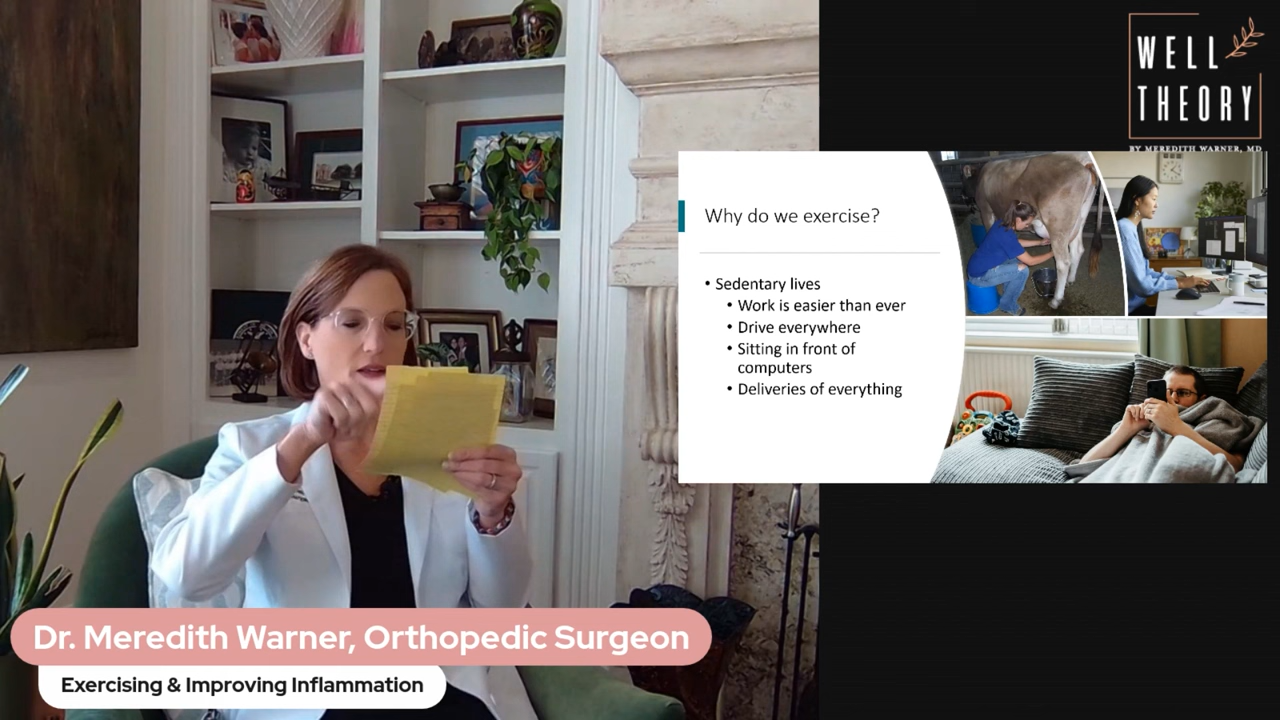 WELL
THEORY
BY MEREDITH WARNER, MD
Why do we exercise?
• Sedentary lives
• Work is easier than ever
• Drive everywhere
• Sitting in front of
computers
• Deliveries of everything
Dr. Meredith Warner, Orthopedic Surgeon
Exercising & Improving Inflammation